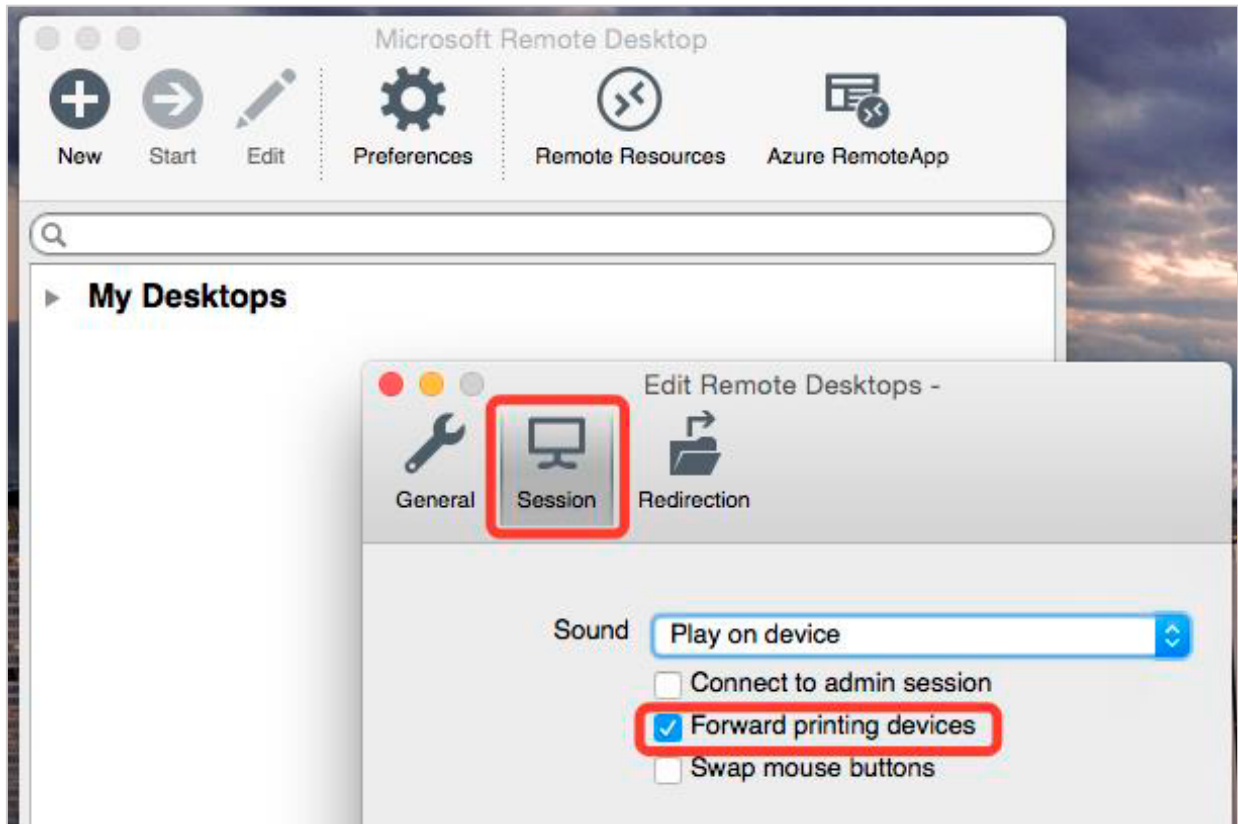 Microsoft Remote Desktop
New Start Edit Preferences Remote Resources Azure RemoteApp
My Desktops
Edit Remote Desktops -
General Session Redirection
Sound Play on device
Connect to admin session
Forward printing devices
Swap mouse buttons